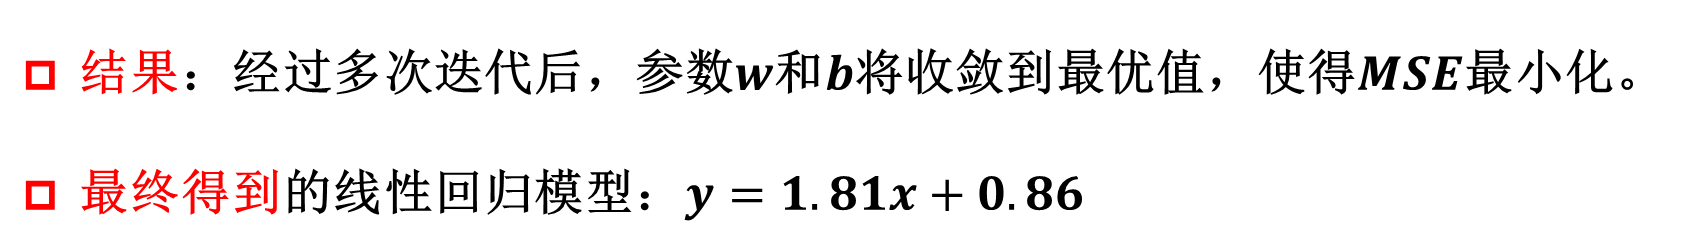 结果：经过多次迭代后，参数w和b将收敛到最优值，使得MSE最小化。
最终得到的线性回归模型：y = 1.81x + 0.86